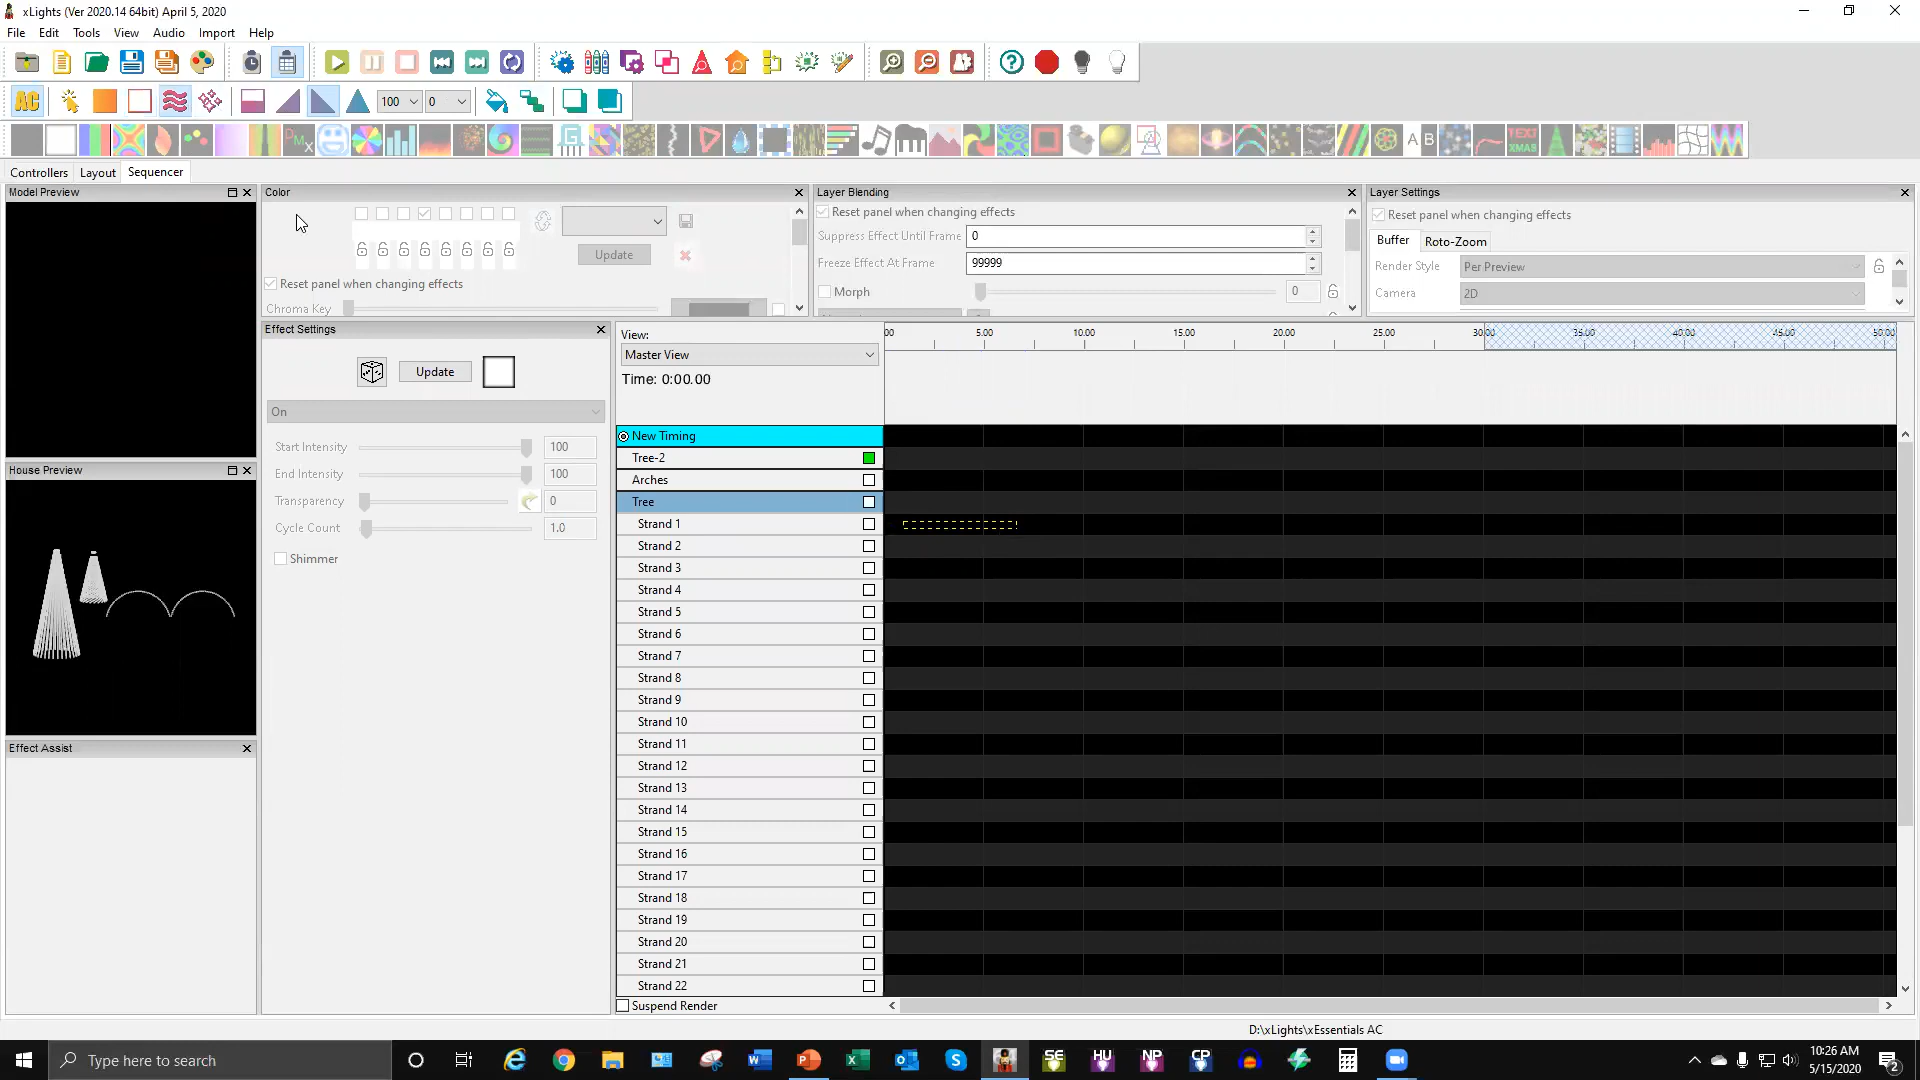 xLights (Ver 2020.14 64bit) April 5, 2020
File Edit Tools View Audio Import Help
AC 100 0
DM X G A B TEXT XMAS
Controllers Layout Sequencer
Model Preview
Color
Layer Blending
Layer Settings
Reset panel when changing effects
Reset panel when changing effects
Suppress Effect Until Frame 0
Buffer Roto-Zoom
Update
Freeze Effect At Frame 99999
Render Style Per Preview
Reset panel when changing effects
Morph 0
Camera 2D
Chroma Key
Effect Settings
View:
00 5.00 10.00 15.00 20.00 25.00 30.00 35.00 40.00 45.00 50.00
Master View
Update
Time: 0:00.00
On
New Timing
Start Intensity 100
Tree-2
House Preview
End Intensity 100
Arches
Transparency 0
Tree
Cycle Count 1.0
Strand 1
Strand 2
Shimmer
Strand 3
Strand 4
Strand 5
Strand 6
Strand 7
Strand 8
Strand 9
Strand 10
Strand 11
Effect Assist
Strand 12
Strand 13
Strand 14
Strand 15
Strand 16
Strand 17
Strand 18
Strand 19
Strand 20
Strand 21
Strand 22
Suspend Render
D:\xLights\xEssentials AC
Type here to search
SE HU NP CP
10:26 AM
5/15/2020
2